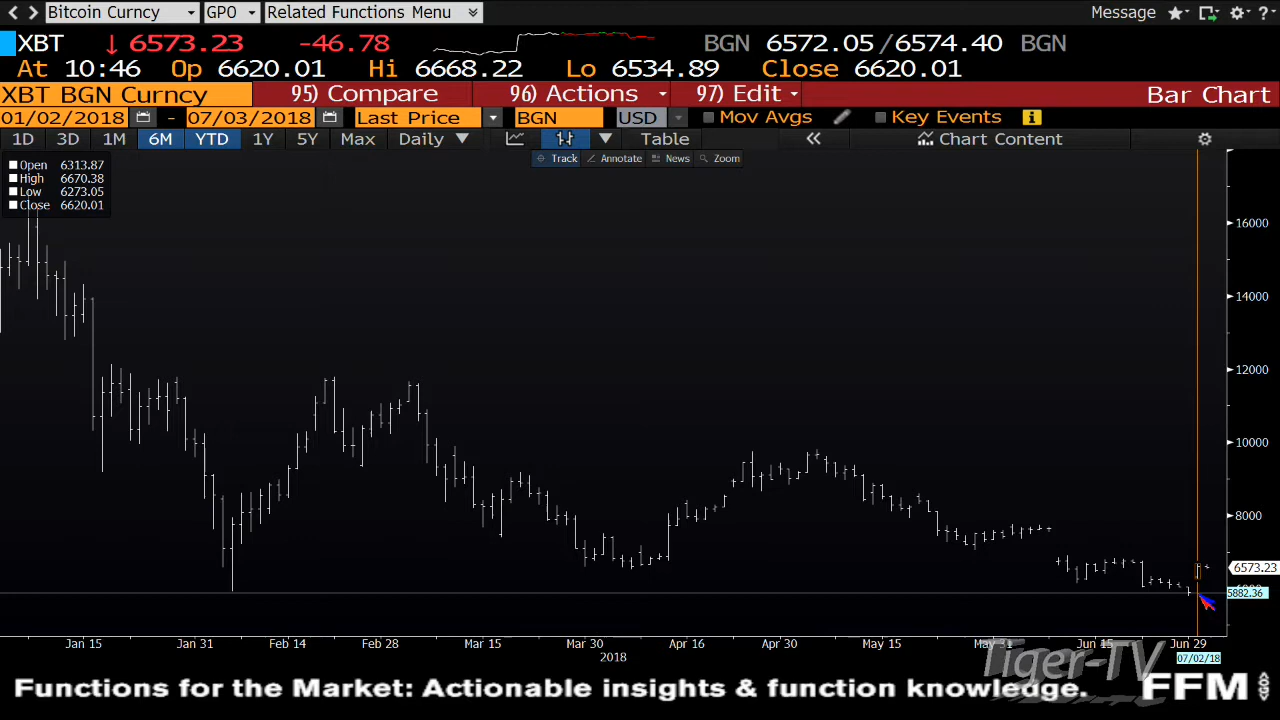 Bitcoin Curncy GPO Related Functions Menu Message ?
XBT 6573.23 -46.78 BGN 6572.05/6574.40 BGN
At 10:46 Op 6620.01 Hi 6668.22 Lo 6534.89 Close 6620.01
XBT BGN Curncy 95) Compare 96) Actions 97) Edit Bar Chart
01/02/2018 - 07/03/2018 Last Price BGN USD Mov Avgs Key Events
1D 3D 1M 6M YTD 1Y 5Y Max Daily Table Chart Content
Track Annotate News Zoom
Open 6313.87
High 6670.38
Low 6273.05
Close 6620.01
16000
14000
12000
10000
8000
6573.23
5882.36
Jan 15 Jan 31 Feb 14 Feb 28 Mar 15 Mar 30 Apr 16 Apr 30 May 15 May 31 Jun 15 Jun 29
2018
07/02/18
Tiger-TV
Functions for the Market: Actionable insights & function knowledge. FFM